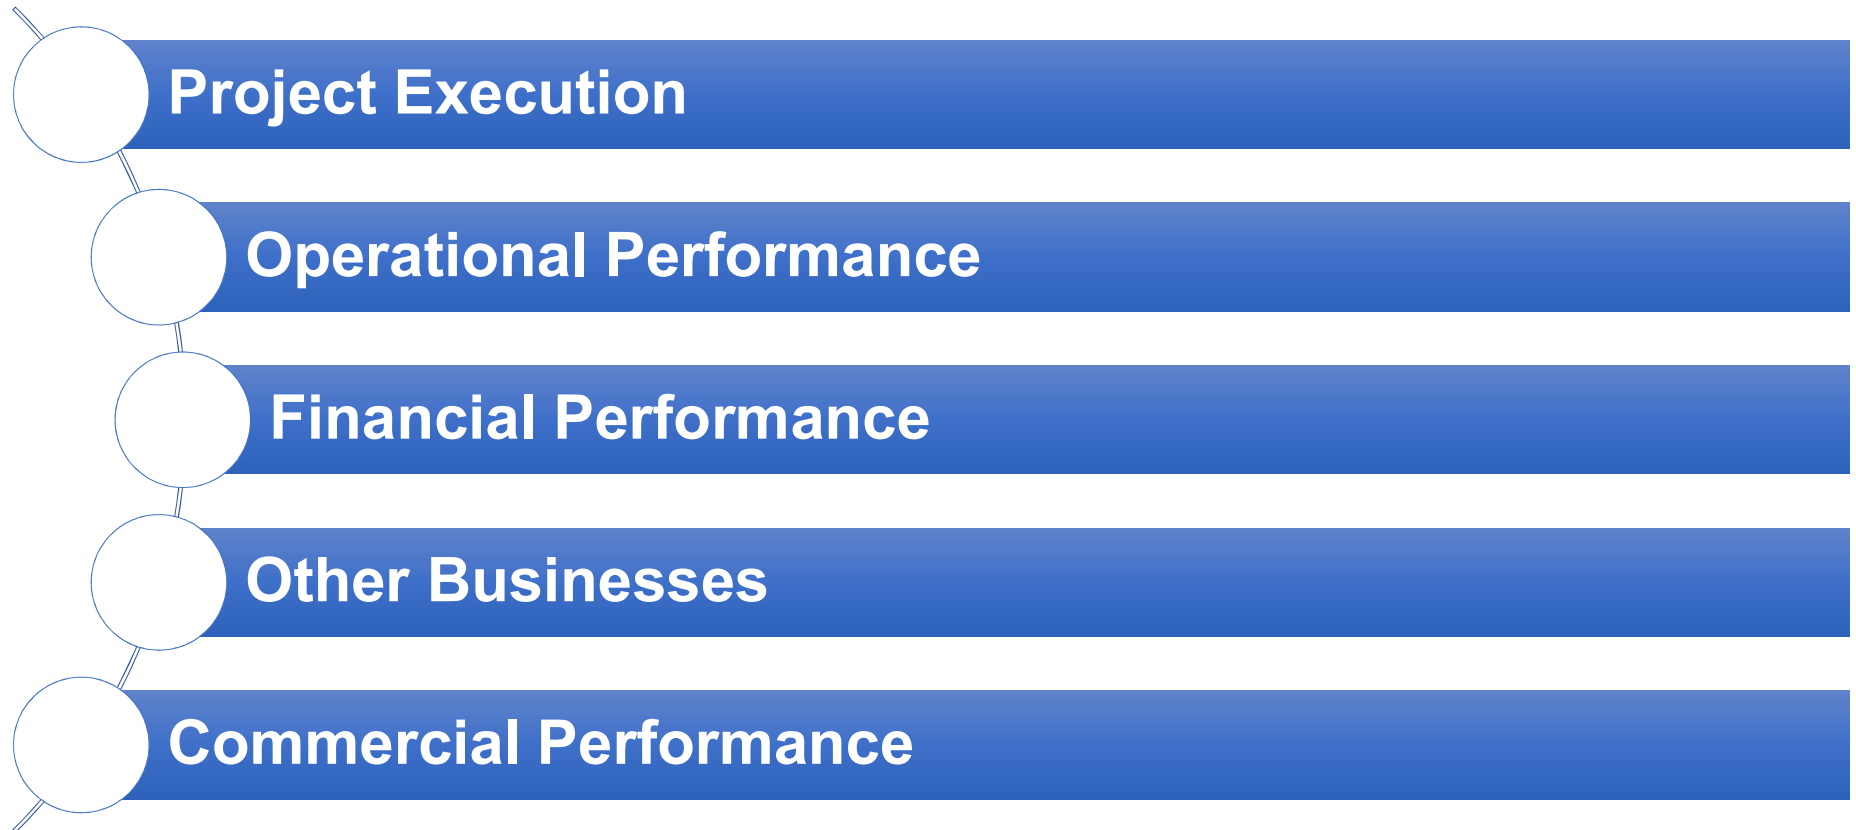 Project Execution
Operational Performance
Financial Performance
Other Businesses
Commercial Performance